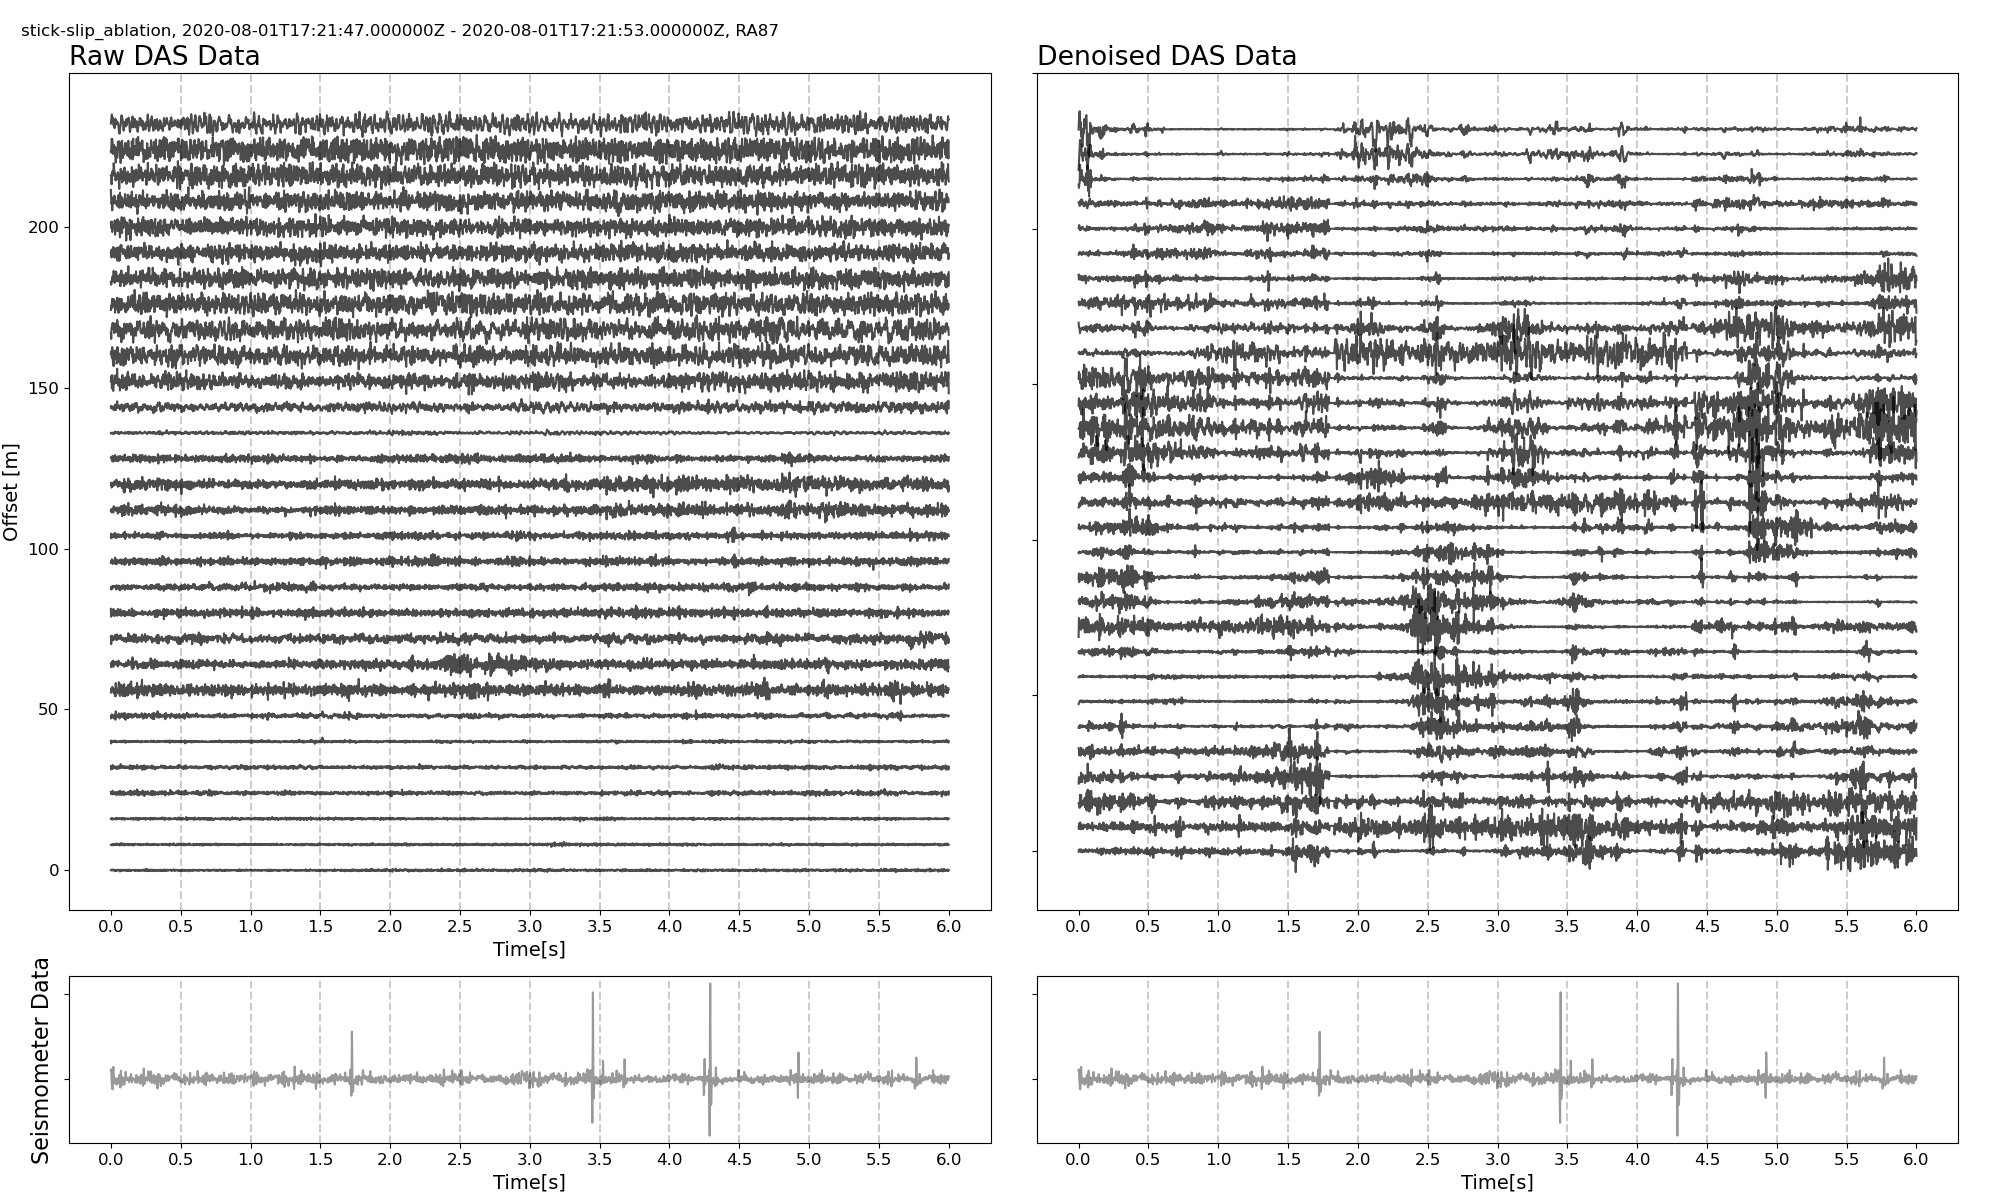 stick-slip_ablation, 2020-08-01T17:21:47.000000Z - 2020-08-01T17:21:53.000000Z, RA87
Raw DAS Data
Denoised DAS Data
Offset [m]
200
150
100
50
0
0.0 0.5 1.0 1.5 2.0 2.5 3.0 3.5 4.0 4.5 5.0 5.5 6.0
Time[s]
0.0 0.5 1.0 1.5 2.0 2.5 3.0 3.5 4.0 4.5 5.0 5.5 6.0
Seismometer Data
0.0 0.5 1.0 1.5 2.0 2.5 3.0 3.5 4.0 4.5 5.0 5.5 6.0
Time[s]
0.0 0.5 1.0 1.5 2.0 2.5 3.0 3.5 4.0 4.5 5.0 5.5 6.0
Time[s]